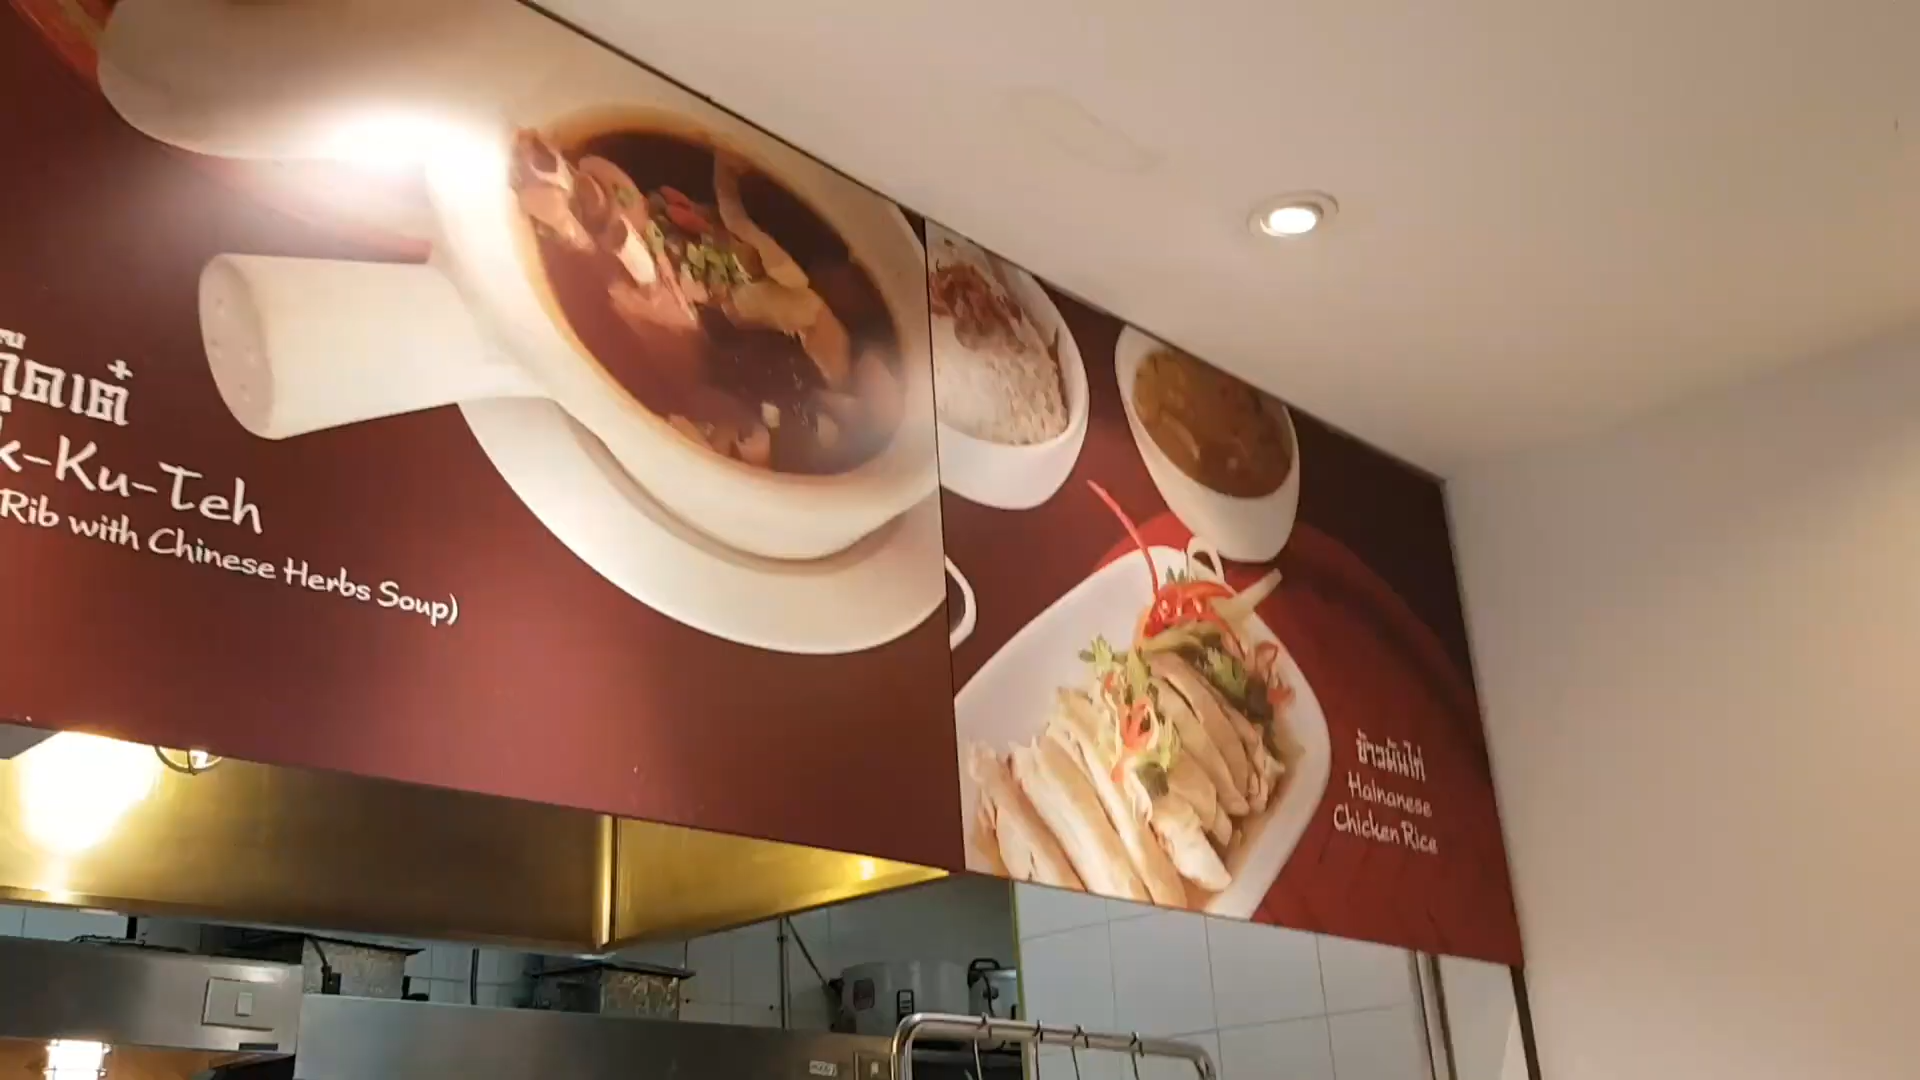 k-Ku-Teh
Rib with Chinese Herbs Soup)
ข้าวมันไก่
Hainanese
Chicken Rice